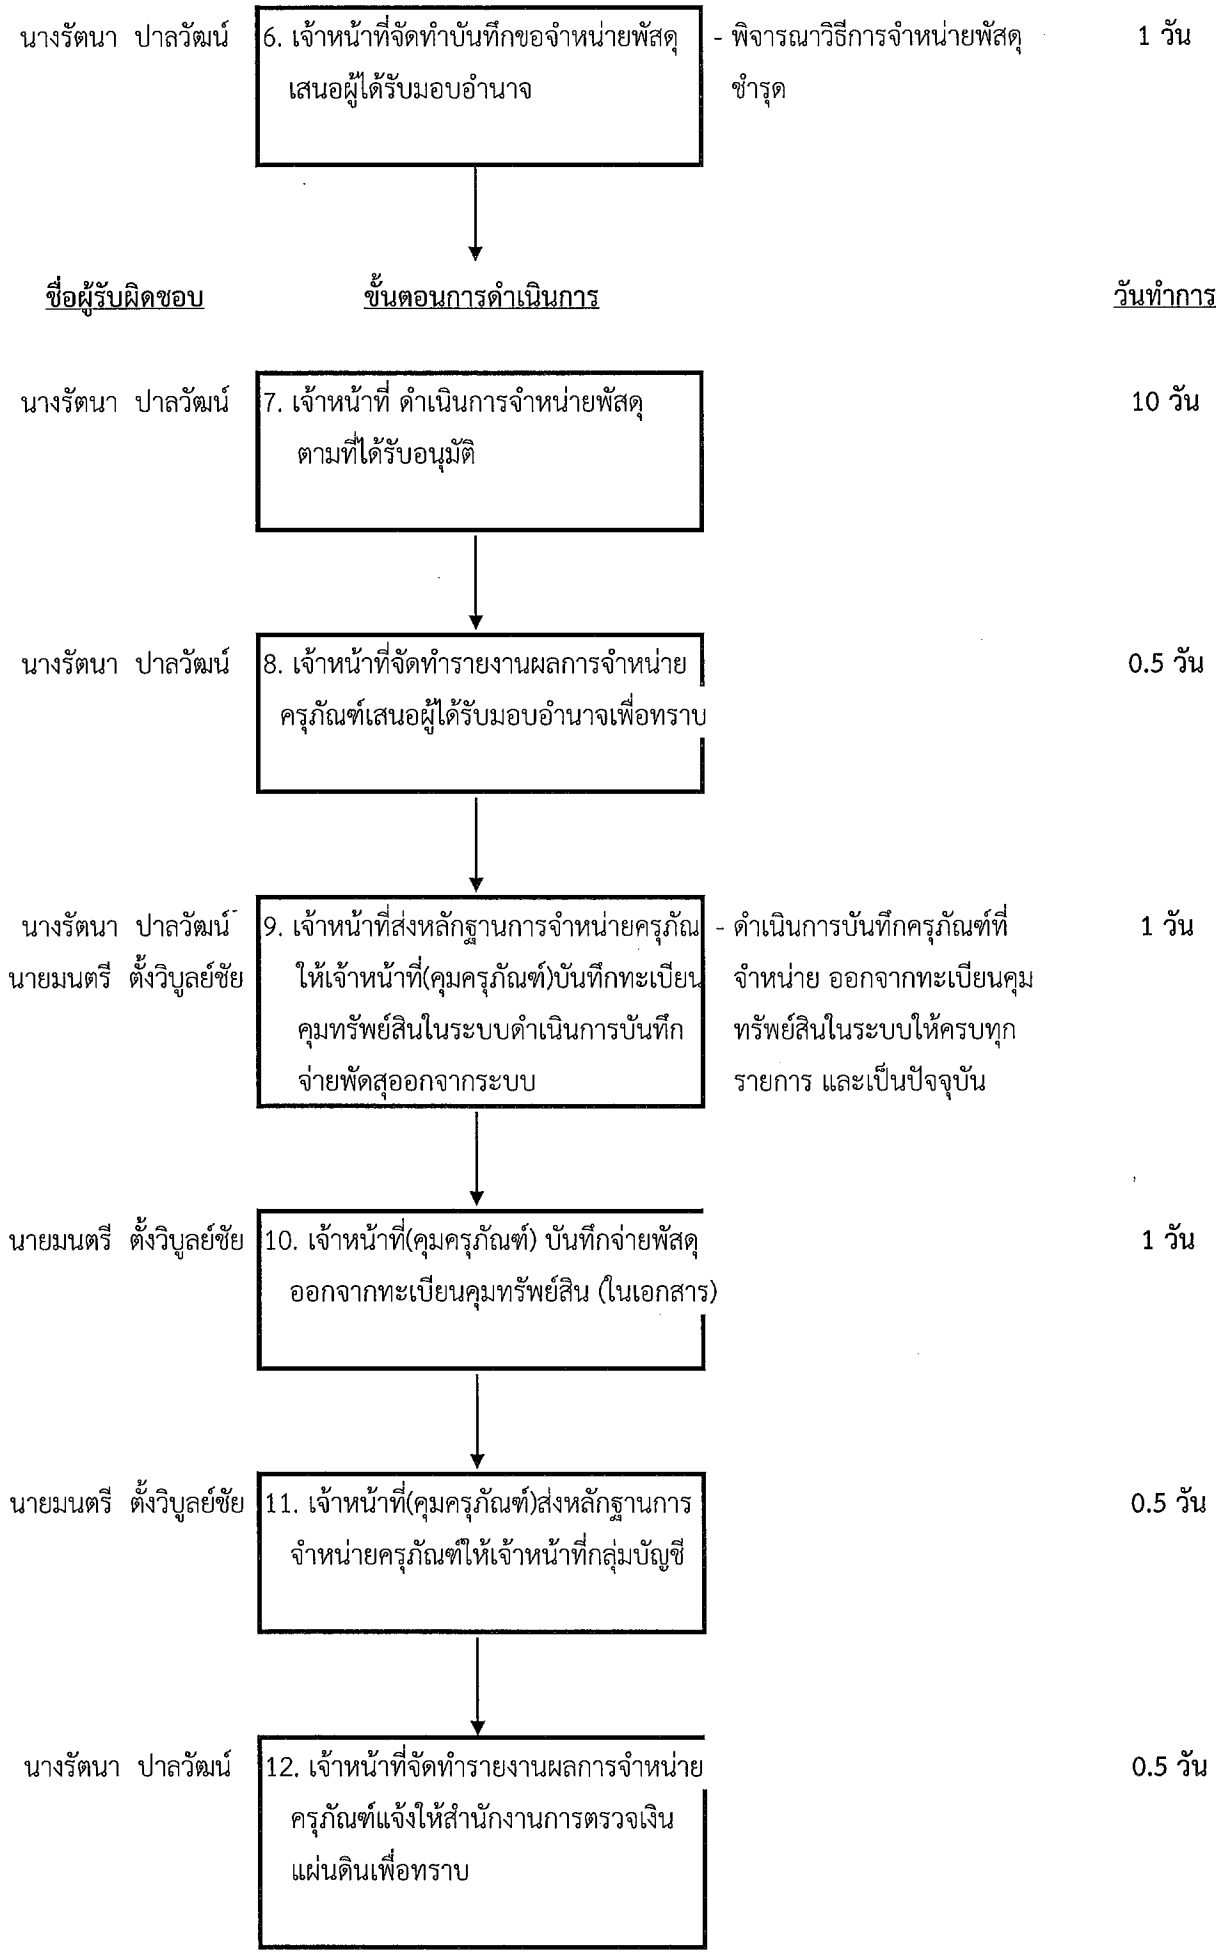 นางรัตนา ปาลวัฒน์ 6. เจ้าหน้าที่จัดทำบันทึกขอจำหน่ายพัสดุ - พิจารณาวิธีการจำหน่ายพัสดุ 1 วัน
เสนอผู้ได้รับมอบอำนาจ ชำรุด
ชื่อผู้รับผิดชอบ ขั้นตอนการดำเนินการ วันทำการ
นางรัตนา ปาลวัฒน์ 7. เจ้าหน้าที่ ดำเนินการจำหน่ายพัสดุ 10 วัน
ตามที่ได้รับอนุมัติ
นางรัตนา ปาลวัฒน์ 8. เจ้าหน้าที่จัดทำรายงานผลการจำหน่าย 0.5 วัน
ครุภัณฑ์เสนอผู้ได้รับมอบอำนาจเพื่อทราบ
นางรัตนา ปาลวัฒน์ 9. เจ้าหน้าที่ส่งหลักฐานการจำหน่ายครุภัณ - ดำเนินการบันทึกครุภัณฑ์ที่ 1 วัน
นายมนตรี ตั้งวิบูลย์ชัย ให้เจ้าหน้าที่(คุมครุภัณฑ์)บันทึกทะเบียน จำหน่าย ออกจากทะเบียนคุม
คุมทรัพย์สินในระบบดำเนินการบันทึก ทรัพย์สินในระบบให้ครบทุก
จ่ายพัดสุออกจากระบบ รายการ และเป็นปัจจุบัน
นายมนตรี ตั้งวิบูลย์ชัย 10. เจ้าหน้าที่(คุมครุภัณฑ์) บันทึกจ่ายพัสดุ 1 วัน
ออกจากทะเบียนคุมทรัพย์สิน (ในเอกสาร)
นายมนตรี ตั้งวิบูลย์ชัย 11. เจ้าหน้าที่(คุมครุภัณฑ์)ส่งหลักฐานการ 0.5 วัน
จำหน่ายครุภัณฑ์ให้เจ้าหน้าที่กลุ่มบัญชี
นางรัตนา ปาลวัฒน์ 12. เจ้าหน้าที่จัดทำรายงานผลการจำหน่าย 0.5 วัน
ครุภัณฑ์แจ้งให้สำนักงานการตรวจเงิน
แผ่นดินเพื่อทราบ